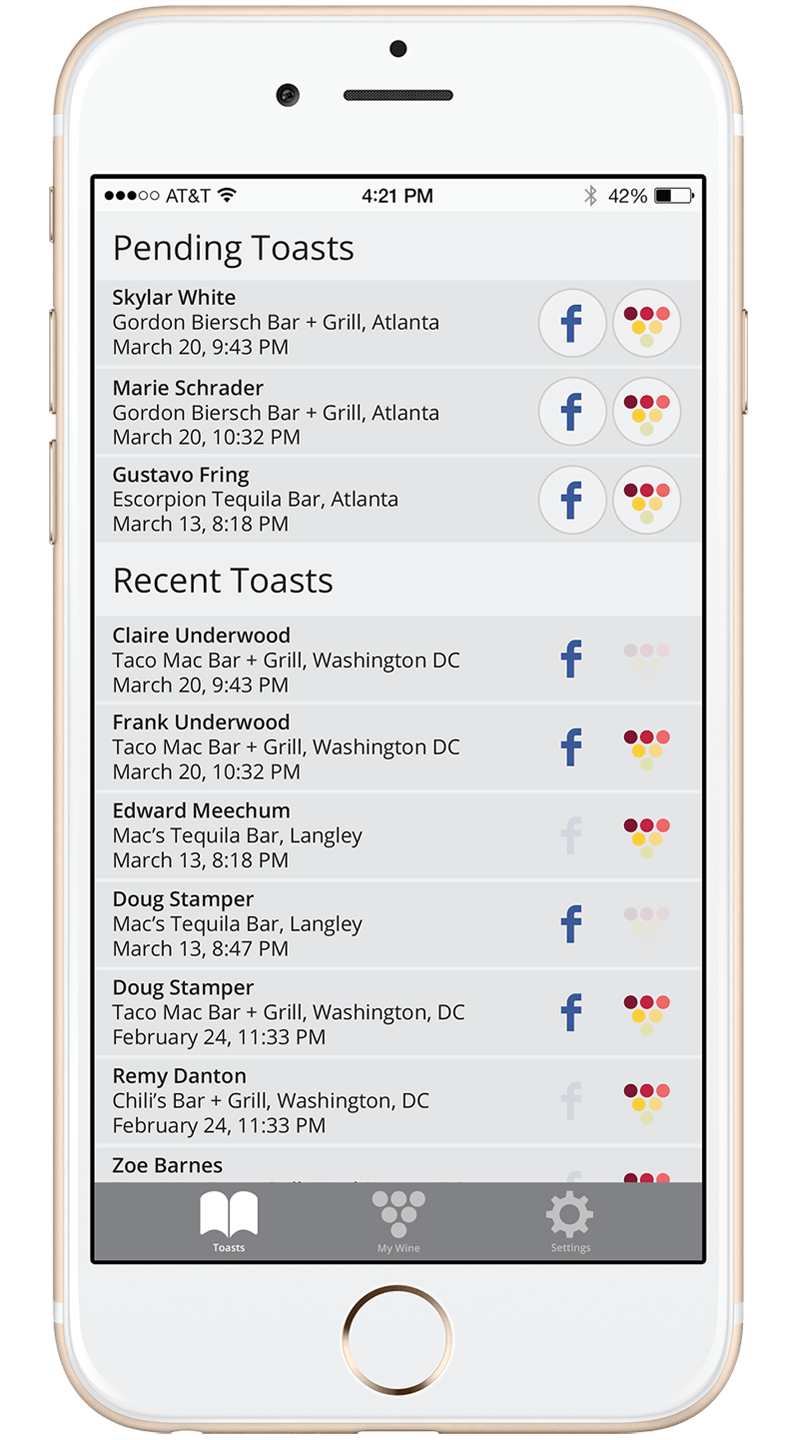 AT&T 4:21 PM 42%
Pending Toasts
Skylar White
Gordon Biersch Bar + Grill, Atlanta
March 20, 9:43 PM
f
Marie Schrader
Gordon Biersch Bar + Grill, Atlanta
March 20, 10:32 PM
f
Gustavo Fring
Escorpion Tequila Bar, Atlanta
March 13, 8:18 PM
f
Recent Toasts
Claire Underwood
Taco Mac Bar + Grill, Washington DC
March 20, 9:43 PM
f
Frank Underwood
Taco Mac Bar + Grill, Washington DC
March 20, 10:32 PM
f
Edward Meechum
Mac’s Tequila Bar, Langley
March 13, 8:18 PM
f
Doug Stamper
Mac’s Tequila Bar, Langley
March 13, 8:47 PM
f
Doug Stamper
Taco Mac Bar + Grill, Washington, DC
February 24, 11:33 PM
f
Remy Danton
Chili’s Bar + Grill, Washington, DC
February 24, 11:33 PM
f
Zoe Barnes
Toasts
My Wine
Settings